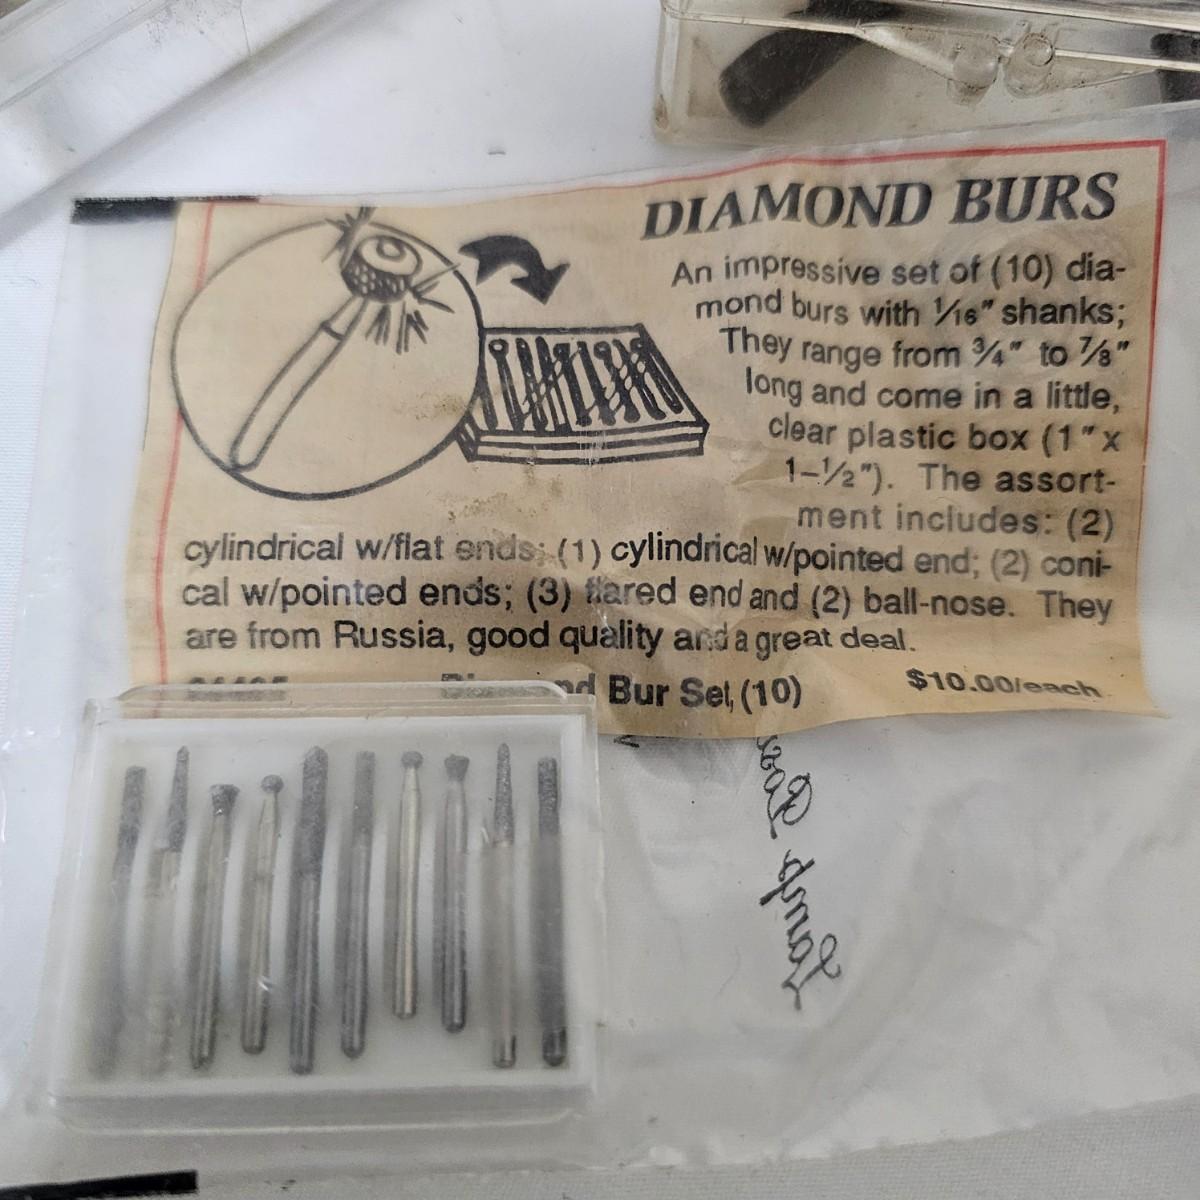 DIAMOND BURS
An impressive set of (10) dia-
mond burs with 1/16" shanks;
They range from 3/4" to 7/8"
long and come in a little,
clear plastic box (1" x
1-1/2"). The assort-
ment includes: (2)
cylindrical w/flat ends; (1) cylindrical w/pointed end; (2) coni-
cal w/pointed ends; (3) flared end and (2) ball-nose. They
are from Russia, good quality and a great deal.
Diamond Bur Set, (10) $10.00/each